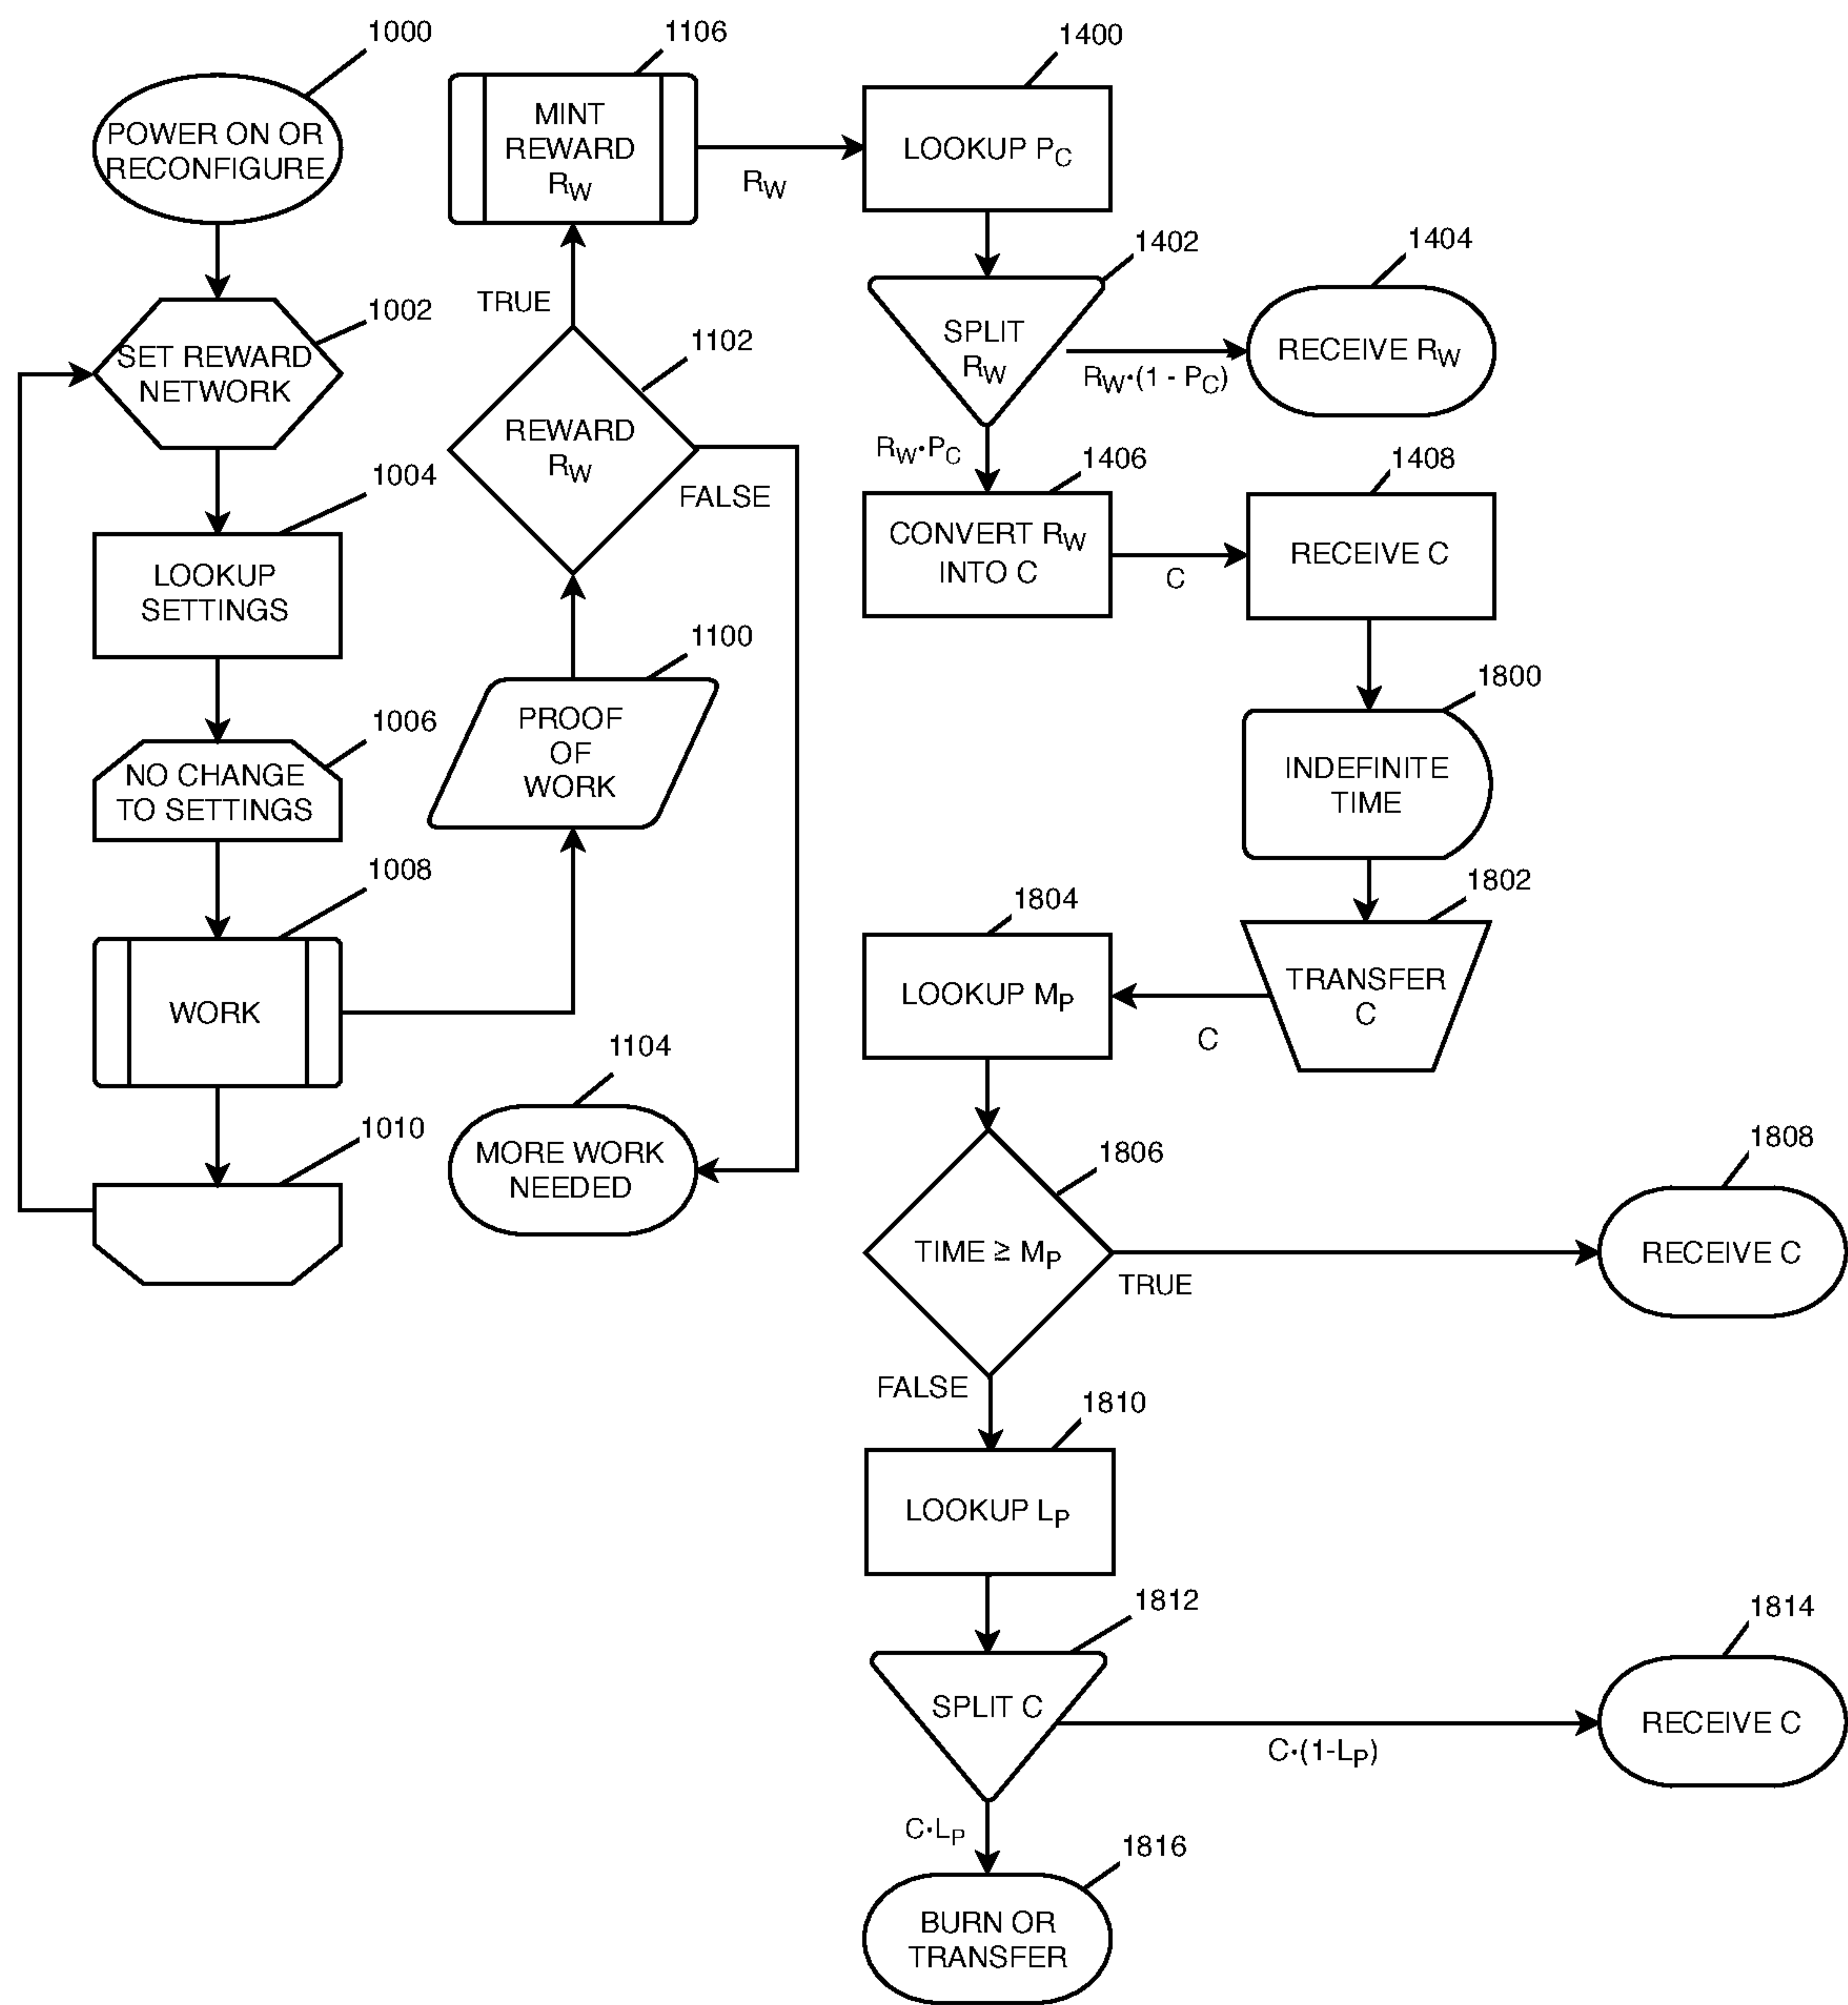 1000
POWER ON OR
RECONFIGURE
1002
SET REWARD
NETWORK
1004
LOOKUP
SETTINGS
1006
NO CHANGE
TO SETTINGS
1008
WORK
1010
1106
MINT
REWARD
RW
RW
TRUE
1102
REWARD
RW
FALSE
1100
PROOF
OF
WORK
1104
MORE WORK
NEEDED
1400
LOOKUP PC
1402
SPLIT
RW
RW·(1 - PC)
1404
RECEIVE RW
RW·PC
1406
CONVERT RW
INTO C
C
1408
RECEIVE C
1800
INDEFINITE
TIME
1802
TRANSFER
C
C
1804
LOOKUP MP
1806
TIME ≥ MP
TRUE
1808
RECEIVE C
FALSE
1810
LOOKUP LP
1812
SPLIT C
C·(1-LP)
1814
RECEIVE C
C·LP
1816
BURN OR
TRANSFER